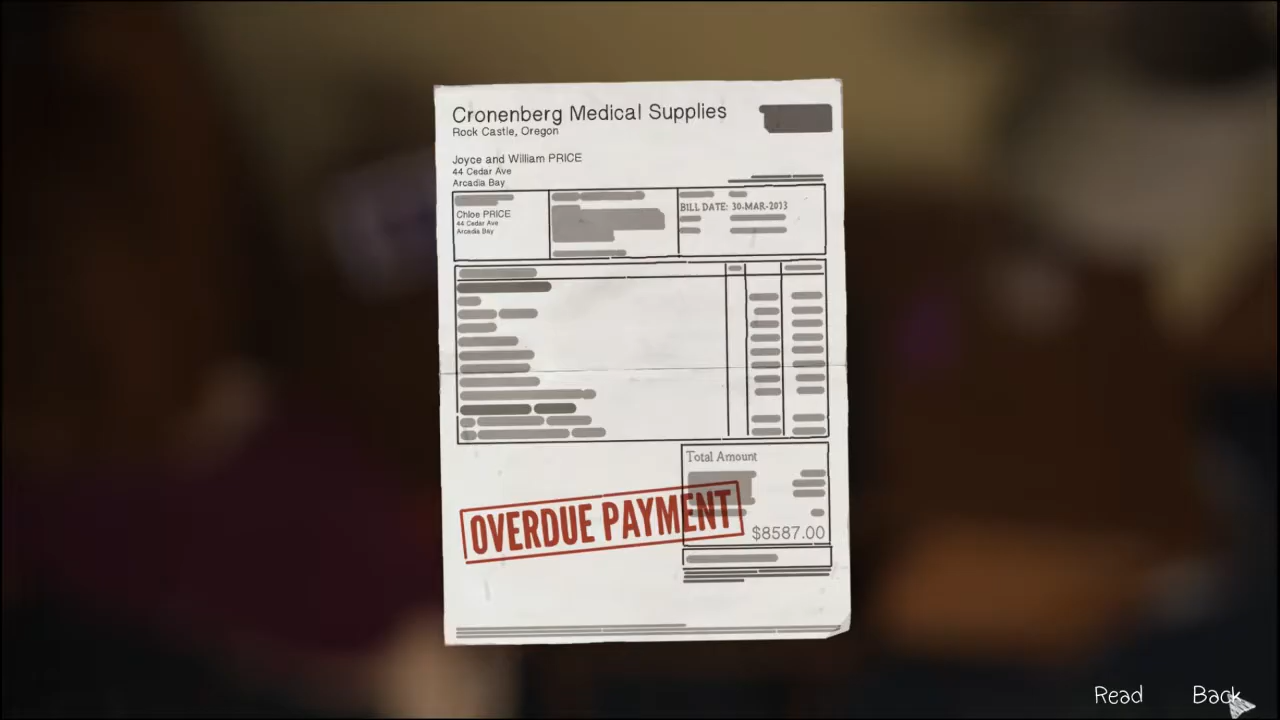 Cronenberg Medical Supplies
Rock Castle, Oregon
Joyce and William PRICE
44 Cedar Ave
Arcadia Bay
Chloe PRICE
44 Cedar Ave
Arcadia Bay
BILL DATE: 30-MAR-2013
Total Amount
OVERDUE PAYMENT
$8587.00
Read
Back